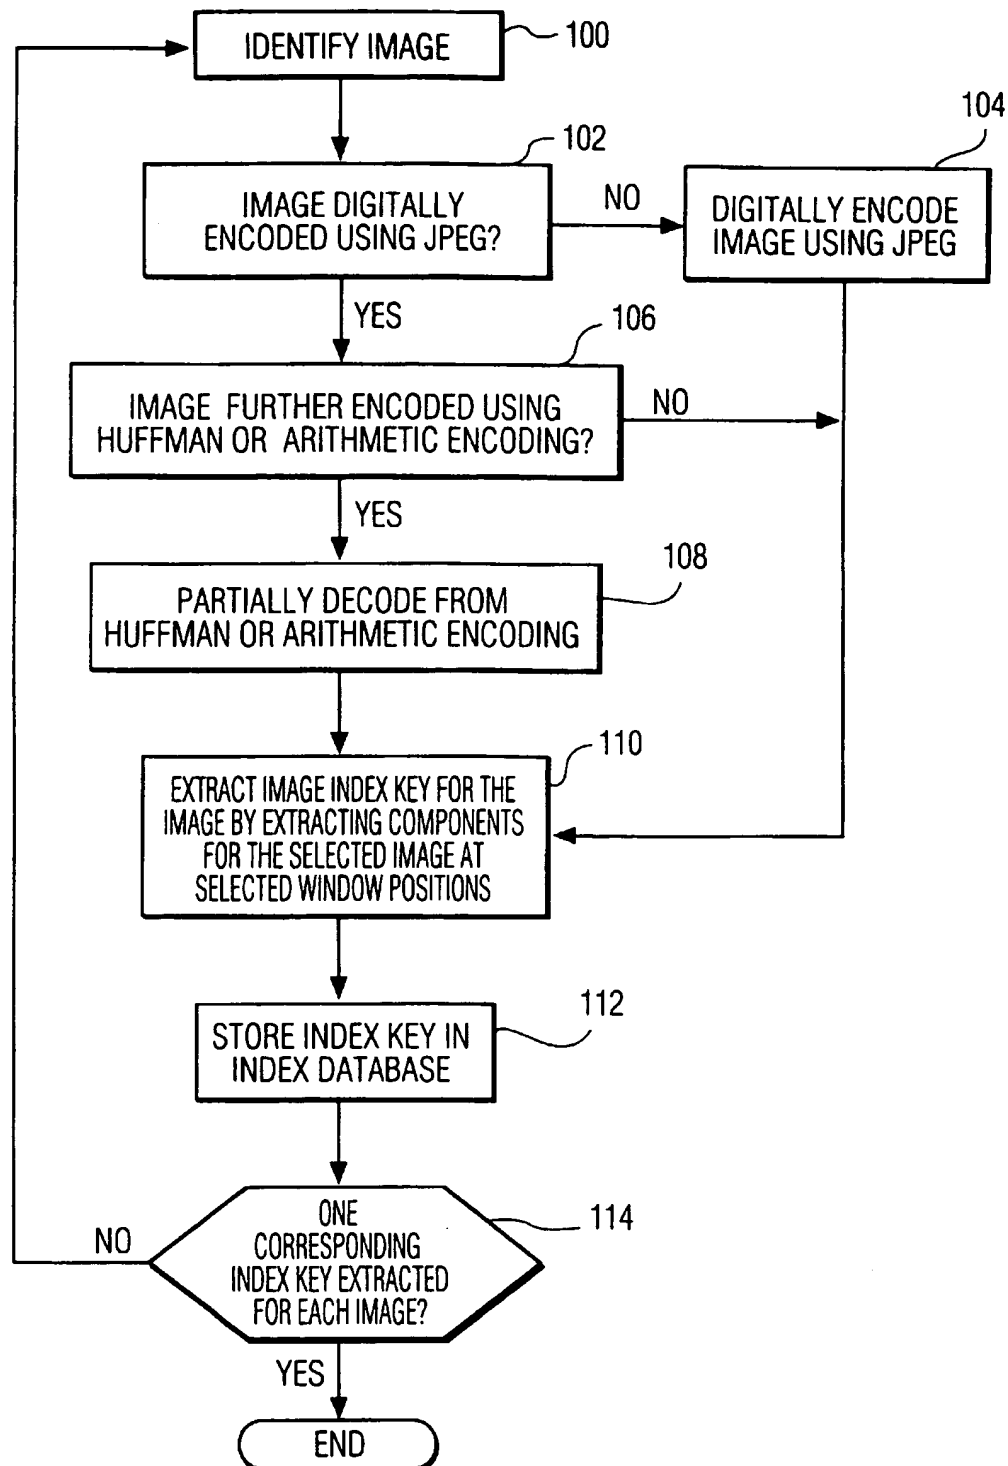 IDENTIFY IMAGE
100
102
104
IMAGE DIGITALLY
ENCODED USING JPEG?
NO
DIGITALLY ENCODE
IMAGE USING JPEG
YES
106
IMAGE FURTHER ENCODED USING
HUFFMAN OR ARITHMETIC ENCODING?
NO
YES
108
PARTIALLY DECODE FROM
HUFFMAN OR ARITHMETIC ENCODING
110
EXTRACT IMAGE INDEX KEY FOR THE
IMAGE BY EXTRACTING COMPONENTS
FOR THE SELECTED IMAGE AT
SELECTED WINDOW POSITIONS
112
STORE INDEX KEY IN
INDEX DATABASE
114
ONE
CORRESPONDING
INDEX KEY EXTRACTED
FOR EACH IMAGE?
NO
YES
END